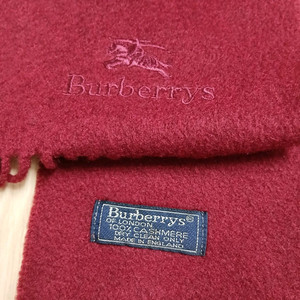 Burberrys
Burberrys®
OF LONDON
100% CASHMERE
DRY CLEAN ONLY
MADE IN ENGLAND